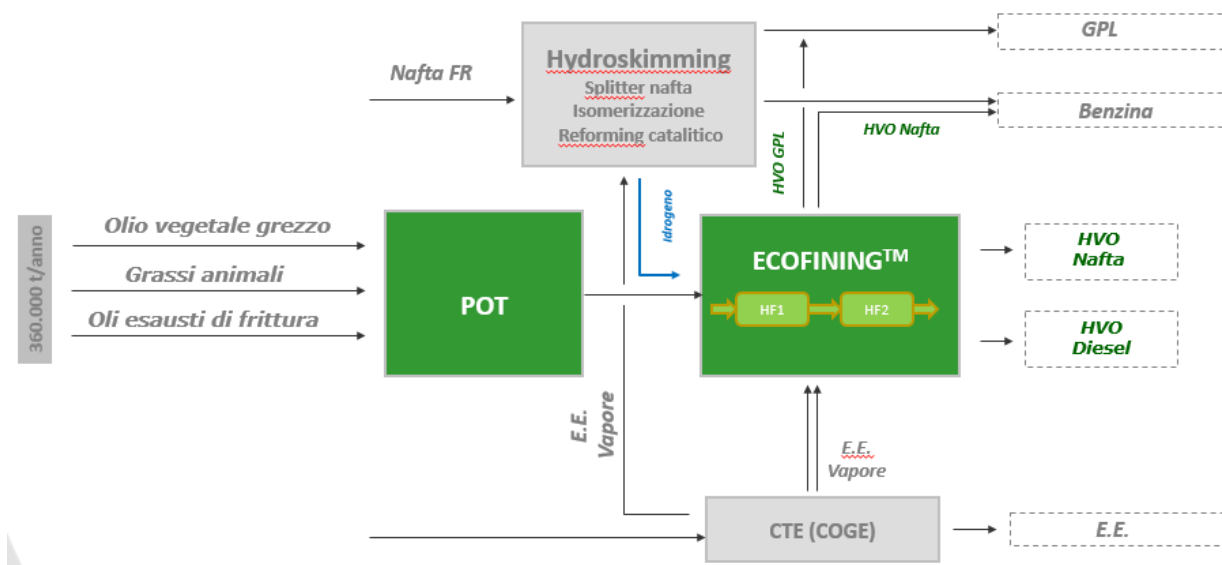 Hydroskimming
Splitter nafta
Isomerizzazione
Reforming catalitico
Nafta FR
GPL
Benzina
HVO GPL
HVO Nafta
Idrogeno
360.000 t/anno
Olio vegetale grezzo
Grassi animali
Oli esausti di frittura
POT
ECOFINING™
HF1
HF2
HVO
Nafta
HVO
Diesel
E.E.
Vapore
E.E.
Vapore
CTE (COGE)
E.E.